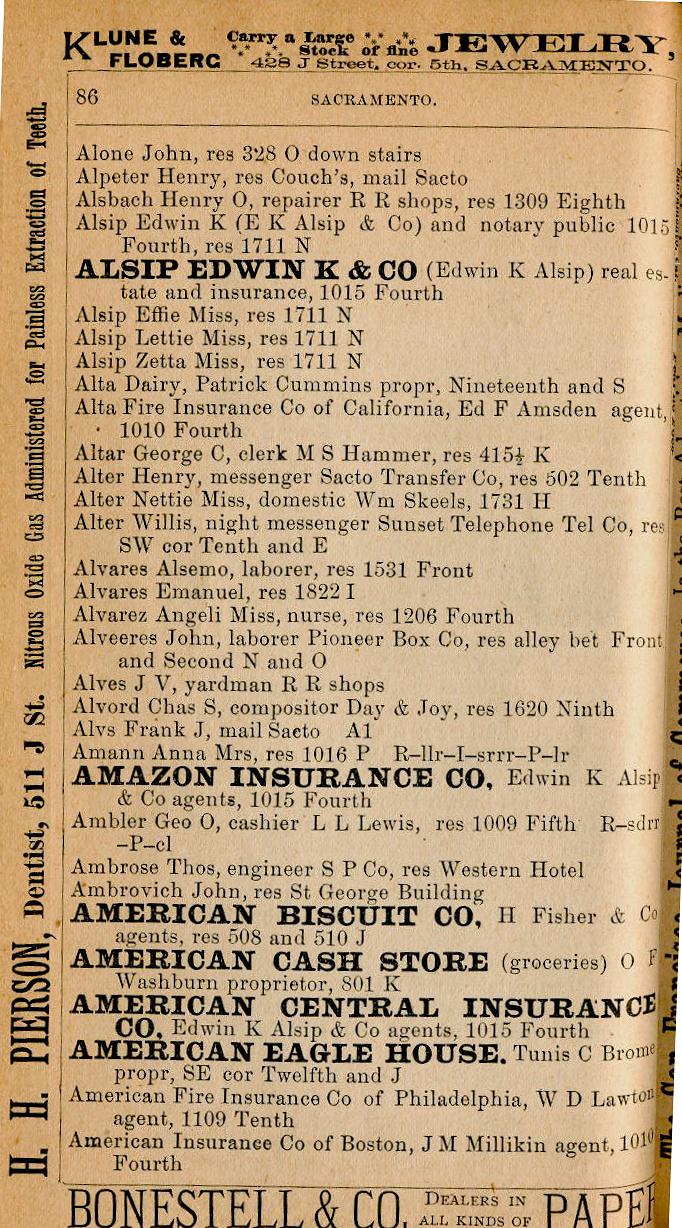 KLUNE & FLOBERG Carry a Large Stock of fine JEWELRY,
428 J Street, cor. 5th, SACRAMENTO.
86 SACRAMENTO.
Alone John, res 328 O down stairs
Alpeter Henry, res Couch's, mail Sacto
Alsbach Henry O, repairer R R shops, res 1309 Eighth
Alsip Edwin K (E K Alsip & Co) and notary public 1015
Fourth, res 1711 N
ALSIP EDWIN K & CO (Edwin K Alsip) real es-
tate and insurance, 1015 Fourth
Alsip Effie Miss, res 1711 N
Alsip Lettie Miss, res 1711 N
Alsip Zetta Miss, res 1711 N
Alta Dairy, Patrick Cummins propr, Nineteenth and S
Alta Fire Insurance Co of California, Ed F Amsden agent,
1010 Fourth
Altar George C, clerk M S Hammer, res 415½ K
Alter Henry, messenger Sacto Transfer Co, res 502 Tenth
Alter Nettie Miss, domestic Wm Skeels, 1731 H
Alter Willis, night messenger Sunset Telephone Tel Co, res
SW cor Tenth and E
Alvares Alsemo, laborer, res 1531 Front
Alvares Emanuel, res 1822 I
Alvarez Angeli Miss, nurse, res 1206 Fourth
Alveeres John, laborer Pioneer Box Co, res alley bet Front
and Second N and O
Alves J V, yardman R R shops
Alvord Chas S, compositor Day & Joy, res 1620 Ninth
Alvs Frank J, mail Sacto A1
Amann Anna Mrs, res 1016 P R-llr-I-srrr-P-lr
AMAZON INSURANCE CO, Edwin K Alsip
& Co agents, 1015 Fourth
Ambler Geo O, cashier L L Lewis, res 1009 Fifth R-sdrr
-P-cl
Ambrose Thos, engineer S P Co, res Western Hotel
Ambrovich John, res St George Building
AMERICAN BISCUIT CO, H Fisher & Co
agents, res 508 and 510 J
AMERICAN CASH STORE (groceries) O F
Washburn proprietor, 801 K
AMERICAN CENTRAL INSURANCE
CO, Edwin K Alsip & Co agents, 1015 Fourth
AMERICAN EAGLE HOUSE. Tunis C Brome
propr, SE cor Twelfth and J
American Fire Insurance Co of Philadelphia, W D Lawton
agent, 1109 Tenth
American Insurance Co of Boston, J M Millikin agent, 1010
Fourth
BONESTELL & CO, DEALERS IN ALL KINDS OF PAPE
H. H. PIERSON, Dentist, 511 J St. Nitrous Oxide Gas Administered for Painless Extraction of Teeth.